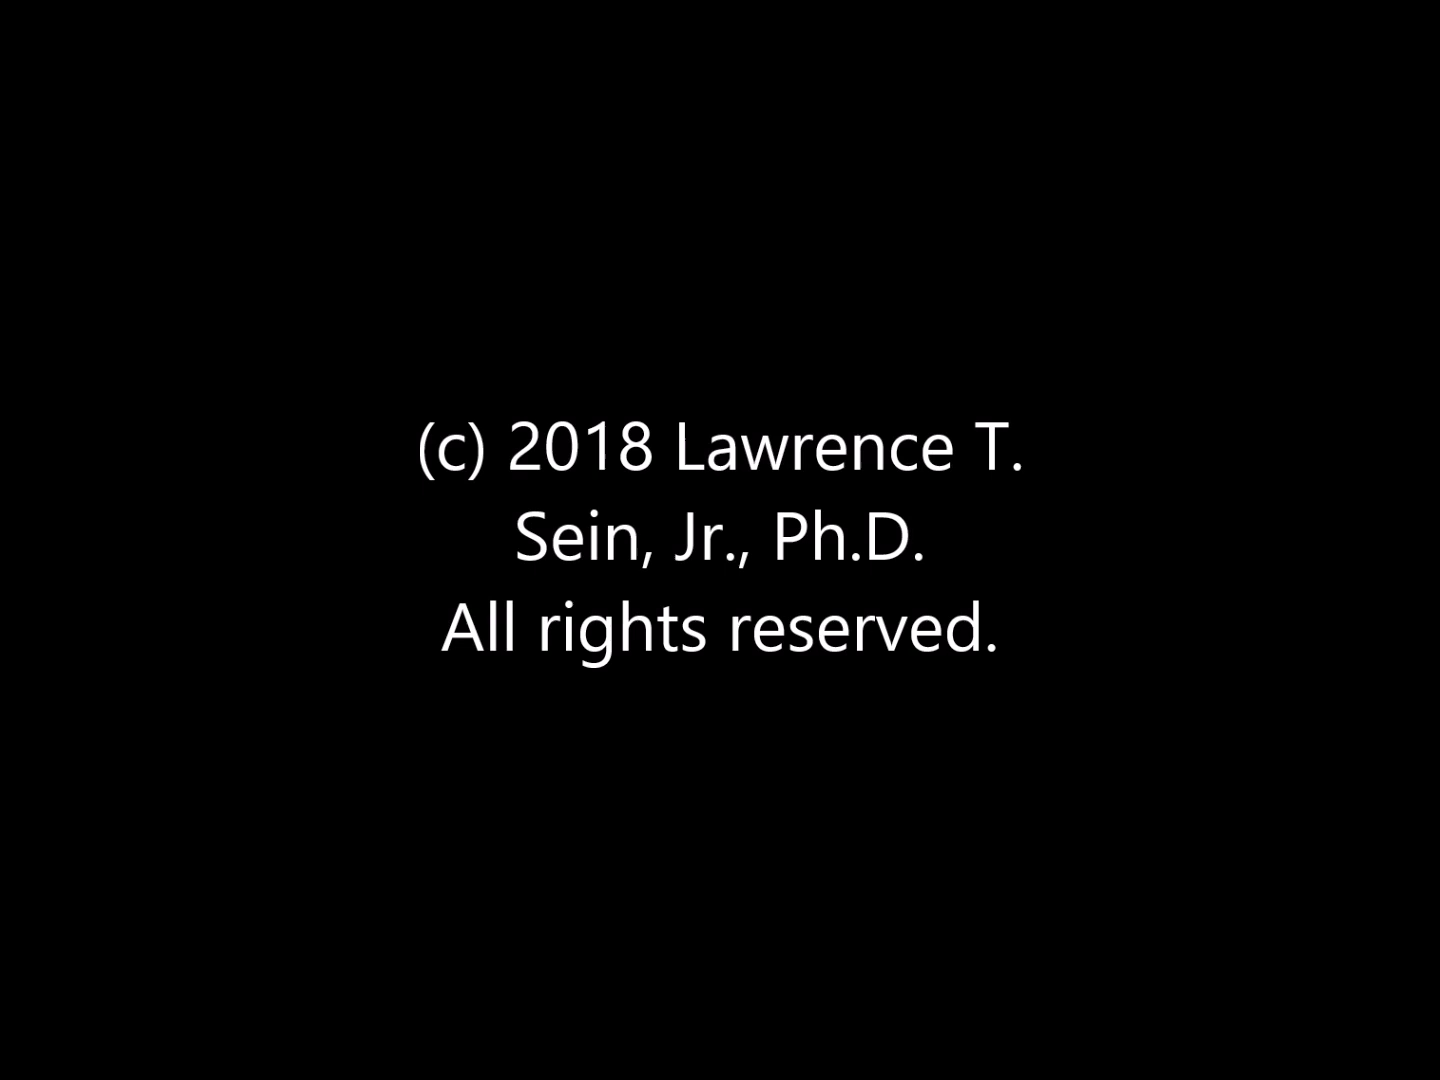 (c) 2018 Lawrence T.
Sein, Jr., Ph.D.
All rights reserved.